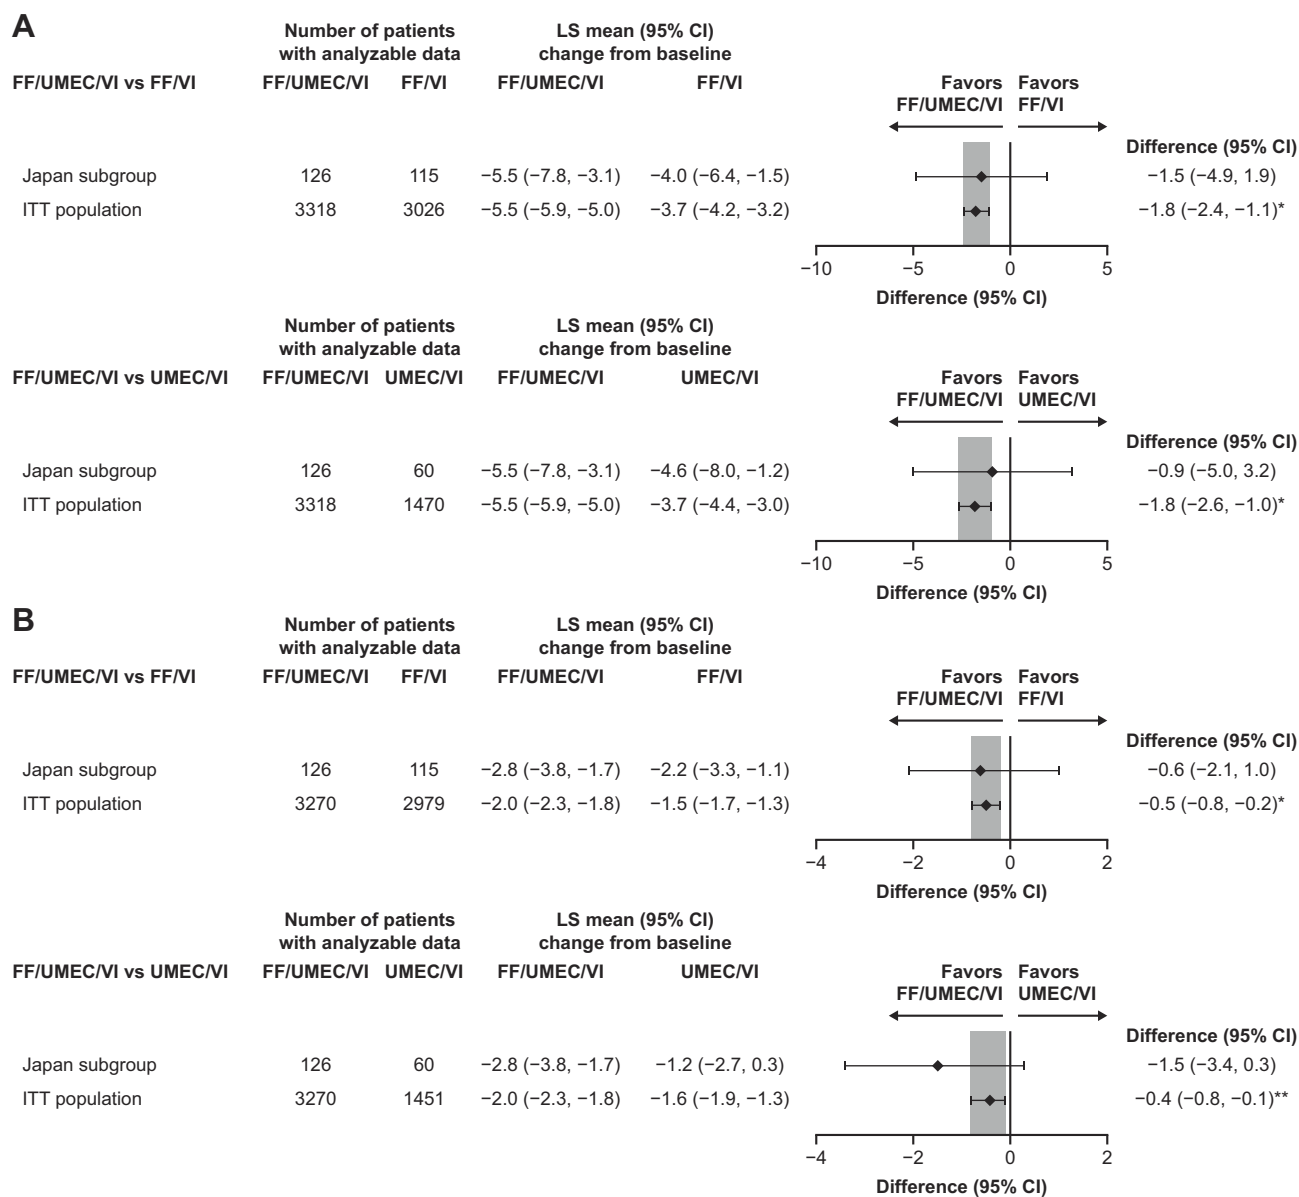 A
Number of patients with analyzable data
LS mean (95% CI) change from baseline
FF/UMEC/VI vs FF/VI FF/UMEC/VI FF/VI FF/UMEC/VI FF/VI
Favors FF/UMEC/VI
Favors FF/VI
Difference (95% CI)
Japan subgroup 126 115 −5.5 (−7.8, −3.1) −4.0 (−6.4, −1.5) −1.5 (−4.9, 1.9)
ITT population 3318 3026 −5.5 (−5.9, −5.0) −3.7 (−4.2, −3.2) −1.8 (−2.4, −1.1)*
−10 −5 0 5
Difference (95% CI)
Number of patients with analyzable data
LS mean (95% CI) change from baseline
FF/UMEC/VI vs UMEC/VI FF/UMEC/VI UMEC/VI FF/UMEC/VI UMEC/VI
Favors FF/UMEC/VI
Favors UMEC/VI
Difference (95% CI)
Japan subgroup 126 60 −5.5 (−7.8, −3.1) −4.6 (−8.0, −1.2) −0.9 (−5.0, 3.2)
ITT population 3318 1470 −5.5 (−5.9, −5.0) −3.7 (−4.4, −3.0) −1.8 (−2.6, −1.0)*
−10 −5 0 5
Difference (95% CI)
B
Number of patients with analyzable data
LS mean (95% CI) change from baseline
FF/UMEC/VI vs FF/VI FF/UMEC/VI FF/VI FF/UMEC/VI FF/VI
Favors FF/UMEC/VI
Favors FF/VI
Difference (95% CI)
Japan subgroup 126 115 −2.8 (−3.8, −1.7) −2.2 (−3.3, −1.1) −0.6 (−2.1, 1.0)
ITT population 3270 2979 −2.0 (−2.3, −1.8) −1.5 (−1.7, −1.3) −0.5 (−0.8, −0.2)*
−4 −2 0 2
Difference (95% CI)
Number of patients with analyzable data
LS mean (95% CI) change from baseline
FF/UMEC/VI vs UMEC/VI FF/UMEC/VI UMEC/VI FF/UMEC/VI UMEC/VI
Favors FF/UMEC/VI
Favors UMEC/VI
Difference (95% CI)
Japan subgroup 126 60 −2.8 (−3.8, −1.7) −1.2 (−2.7, 0.3) −1.5 (−3.4, 0.3)
ITT population 3270 1451 −2.0 (−2.3, −1.8) −1.6 (−1.9, −1.3) −0.4 (−0.8, −0.1)**
−4 −2 0 2
Difference (95% CI)